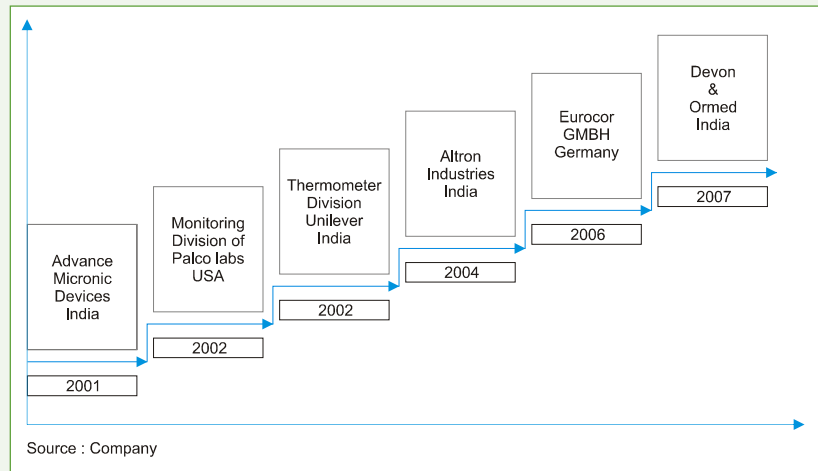 Advance
Micronic
Devices
India
2001
Monitoring
Division of
Palco labs
USA
2002
Thermometer
Division
Unilever
India
2002
Altron
Industries
India
2004
Eurocor
GMBH
Germany
2006
Devon
&
Ormed
India
2007
Source : Company